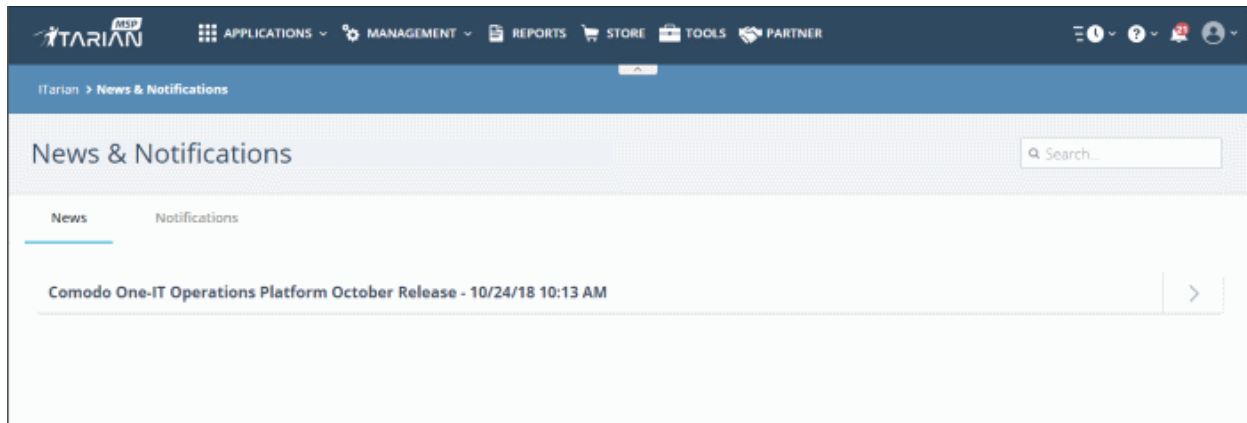 MSP
ITARIAN
APPLICATIONS MANAGEMENT REPORTS STORE TOOLS PARTNER
ITarian > News & Notifications
News & Notifications
Search...
News Notifications
Comodo One-IT Operations Platform October Release - 10/24/18 10:13 AM